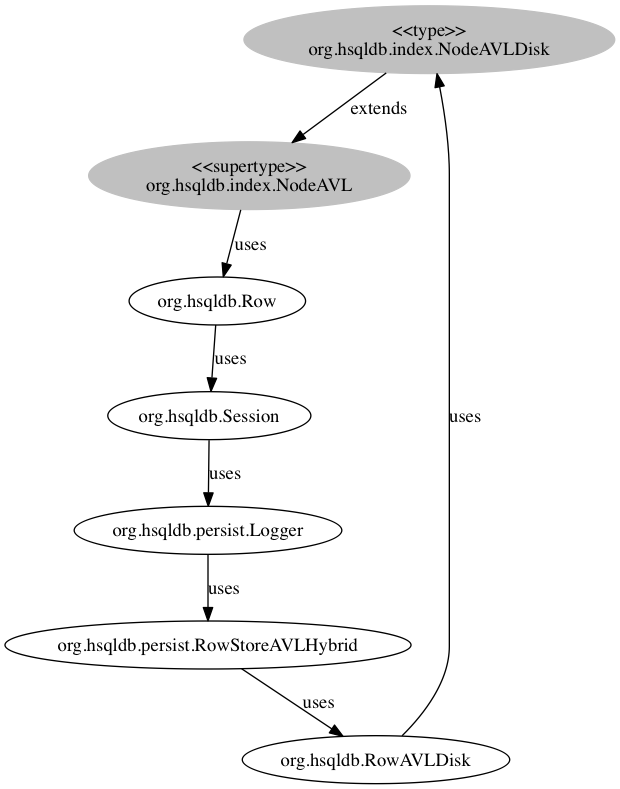 <<type>>
org.hsqldb.index.NodeAVLDisk
extends
<<supertype>>
org.hsqldb.index.NodeAVL
uses
org.hsqldb.Row
uses
org.hsqldb.Session
uses
uses
org.hsqldb.persist.Logger
uses
org.hsqldb.persist.RowStoreAVLHybrid
uses
org.hsqldb.RowAVLDisk